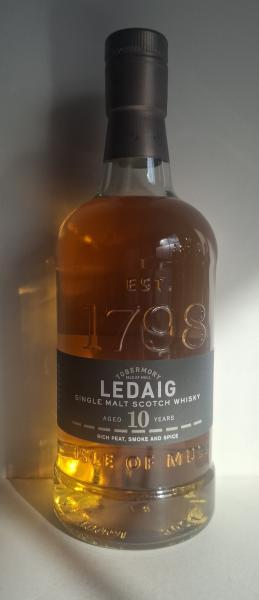 EST.
1798
TOBERMORY
ISLE OF MULL
LEDAIG
SINGLE MALT SCOTCH WHISKY
AGED 10 YEARS
RICH PEAT, SMOKE AND SPICE
ISLE OF MUL